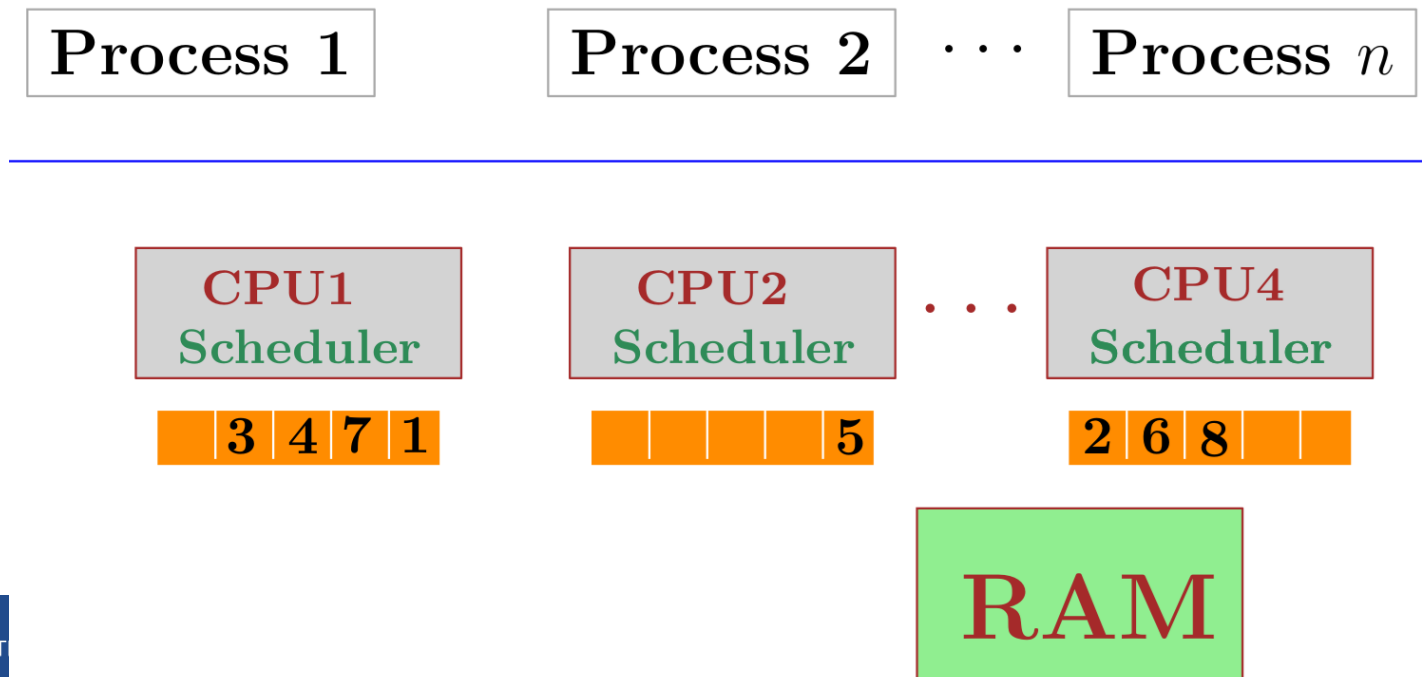 Process 1 Process 2 · · · Process n
CPU1 CPU2 · · · CPU4
Scheduler Scheduler Scheduler
3 4 7 1 5 2 6 8
RAM